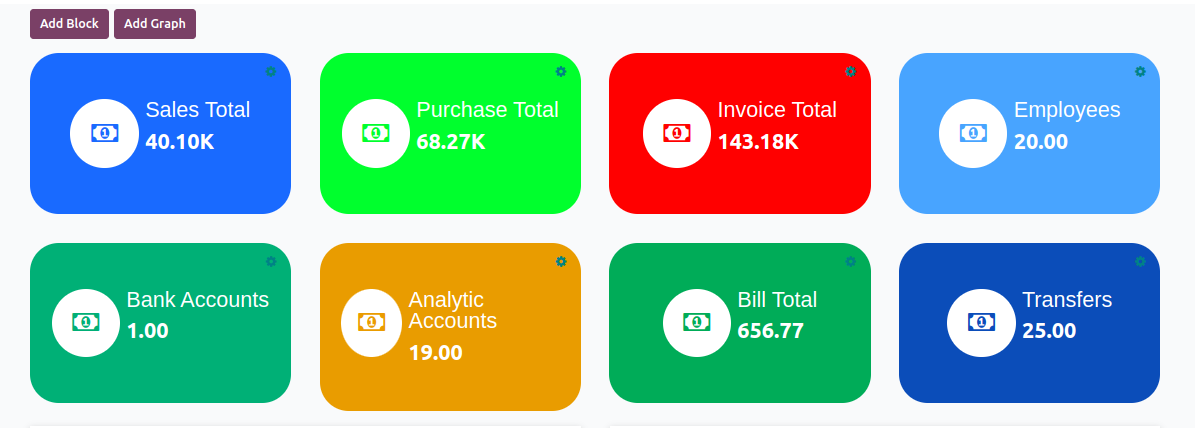 Add Block
Add Graph
Sales Total
40.10K
Purchase Total
68.27K
Invoice Total
143.18K
Employees
20.00
Bank Accounts
1.00
Analytic
Accounts
19.00
Bill Total
656.77
Transfers
25.00